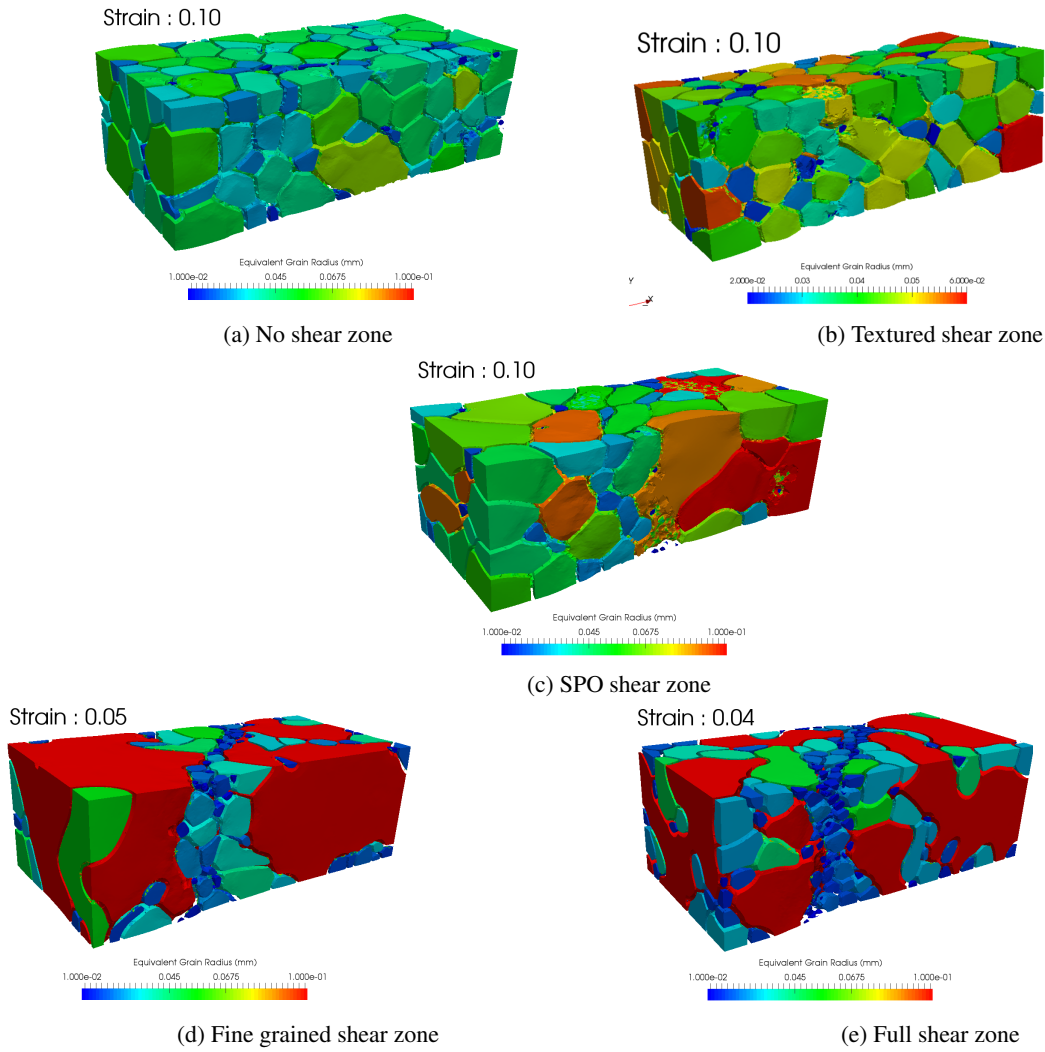 Strain : 0.10
Equivalent Grain Radius (mm)
1.000e-02 0.045 0.0675 1.000e-01
(a) No shear zone
Strain : 0.10
Y
X
Equivalent Grain Radius (mm)
2.000e-02 0.03 0.04 0.05 6.000e-02
(b) Textured shear zone
Strain : 0.10
Equivalent Grain Radius (mm)
1.000e-02 0.045 0.0675 1.000e-01
(c) SPO shear zone
Strain : 0.05
Equivalent Grain Radius (mm)
1.000e-02 0.045 0.0675 1.000e-01
(d) Fine grained shear zone
Strain : 0.04
Equivalent Grain Radius (mm)
1.000e-02 0.045 0.0675 1.000e-01
(e) Full shear zone